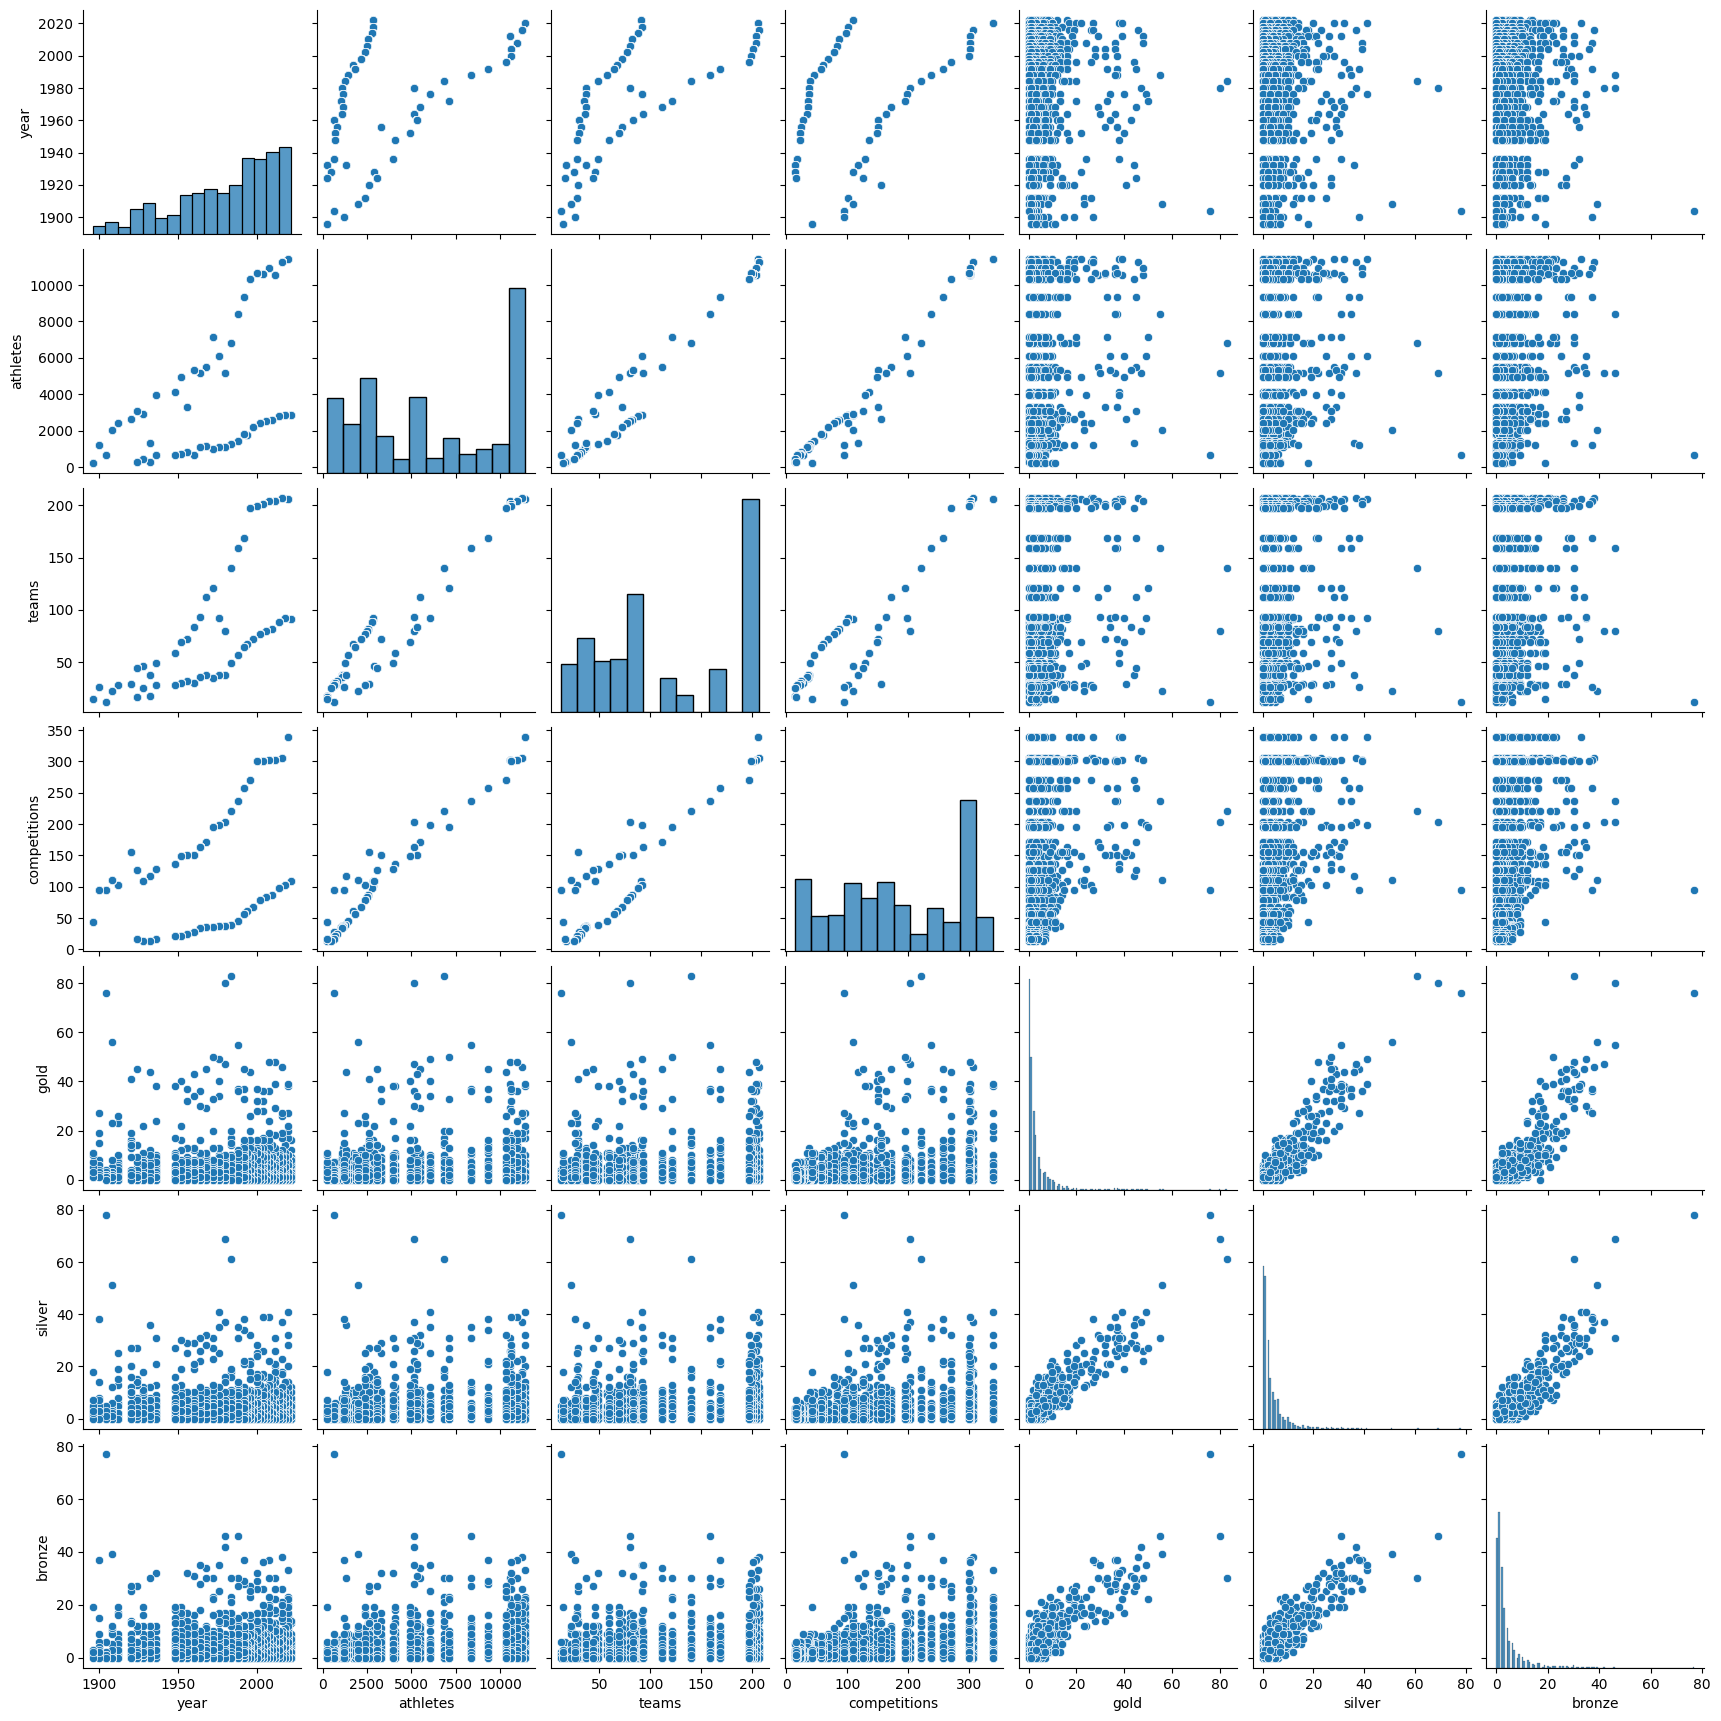 2020
2000
1980
1960
1940
1920
1900
year
10000
8000
6000
4000
2000
0
athletes
200
150
100
50
teams
350
300
250
200
150
100
50
0
competitions
80
60
40
20
0
gold
80
60
40
20
0
silver
80
60
40
20
0
bronze
1900 1950 2000
0 2500 5000 7500 10000
50 100 150 200
0 100 200 300
0 20 40 60 80
0 20 40 60 80
0 20 40 60 80
year athletes teams competitions gold silver bronze